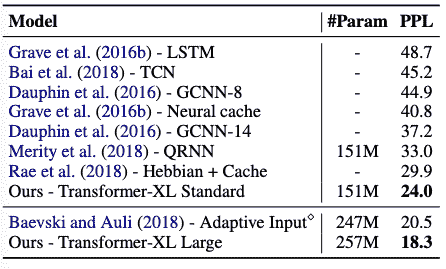 Model #Param PPL
Grave et al. (2016b) - LSTM - 48.7
Bai et al. (2018) - TCN - 45.2
Dauphin et al. (2016) - GCNN-8 - 44.9
Grave et al. (2016b) - Neural cache - 40.8
Dauphin et al. (2016) - GCNN-14 - 37.2
Merity et al. (2018) - QRNN 151M 33.0
Rae et al. (2018) - Hebbian + Cache - 29.9
Ours - Transformer-XL Standard 151M 24.0
Baevski and Auli (2018) - Adaptive Input⋄ 247M 20.5
Ours - Transformer-XL Large 257M 18.3